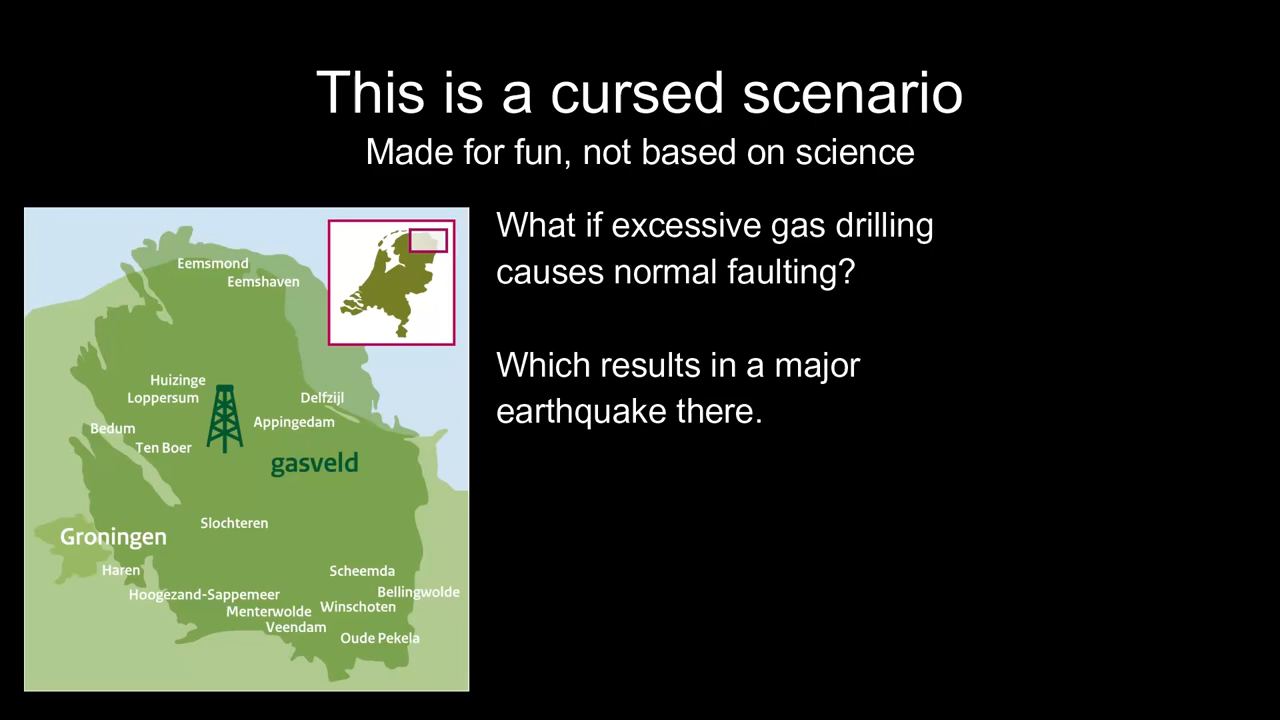 This is a cursed scenario
Made for fun, not based on science
What if excessive gas drilling
causes normal faulting?
Which results in a major
earthquake there.
Eemsmond
Eemshaven
Huizinge
Loppersum
Delfzijl
Bedum
Appingedam
Ten Boer
gasveld
Slochteren
Groningen
Haren
Scheemda
Hoogezand-Sappemeer
Bellingwolde
Menterwolde
Winschoten
Veendam
Oude Pekela